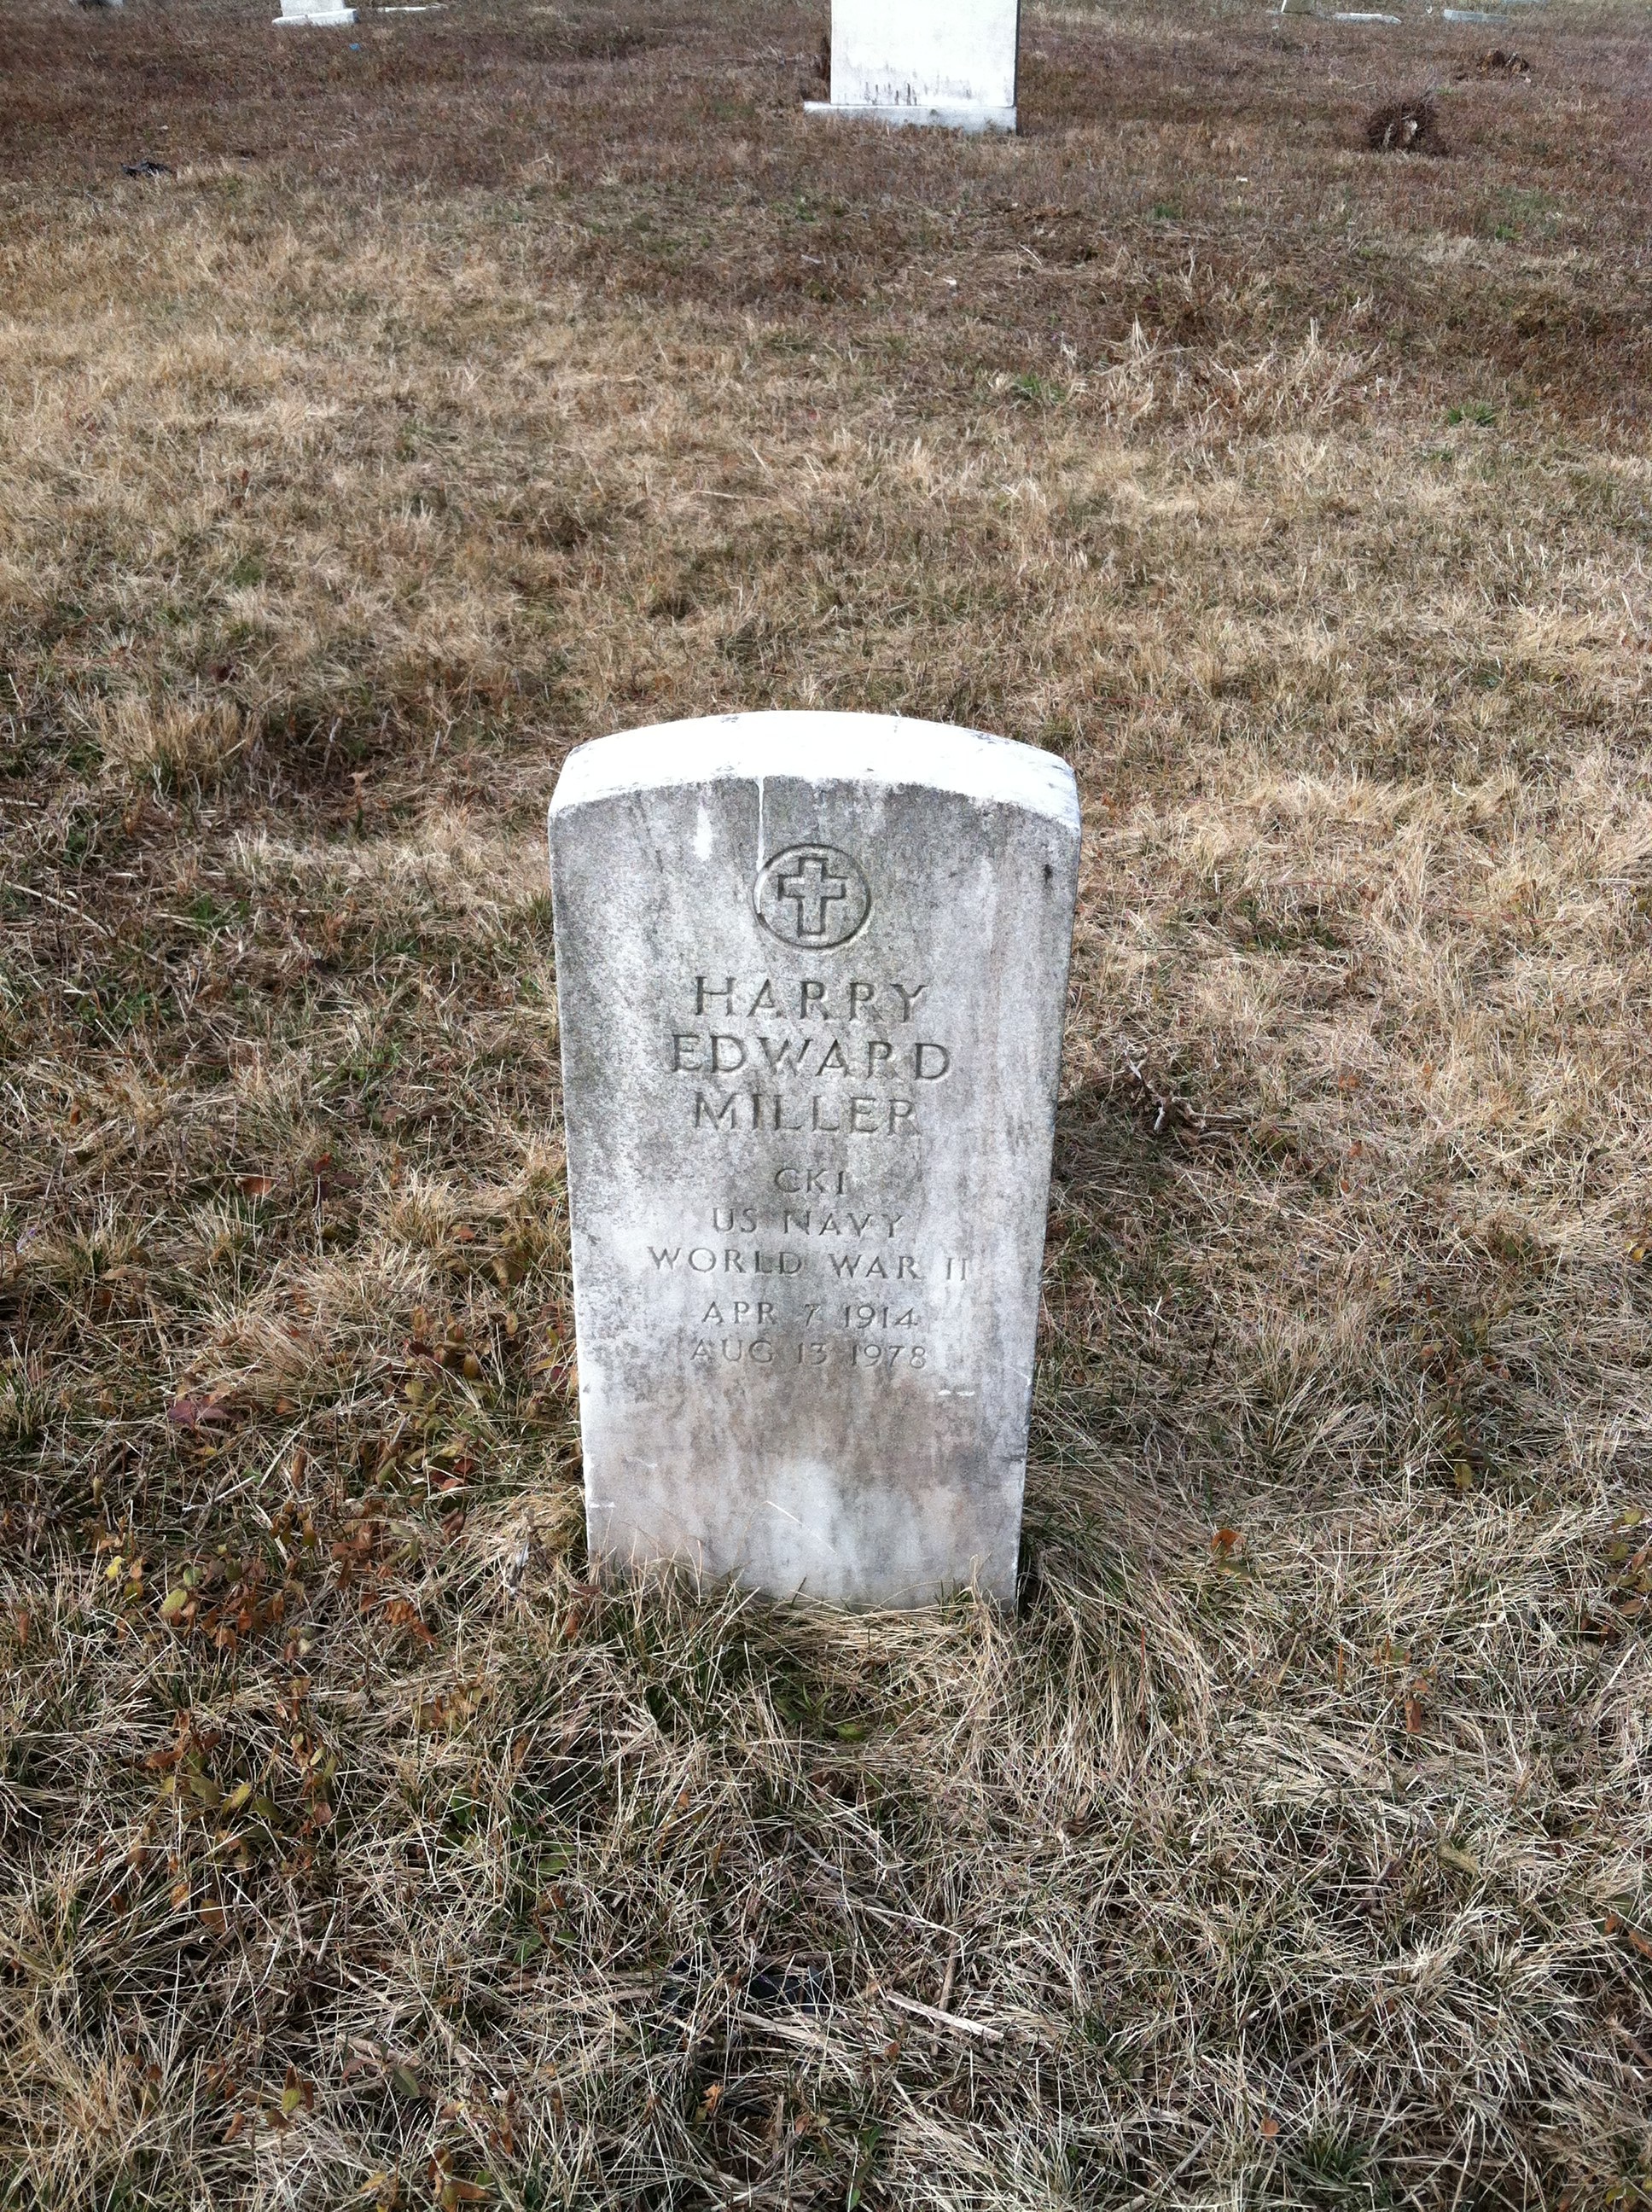 HARRY
EDWARD
MILLER
CK1
US NAVY
WORLD WAR II
APR 7 1914
AUG 13 1978